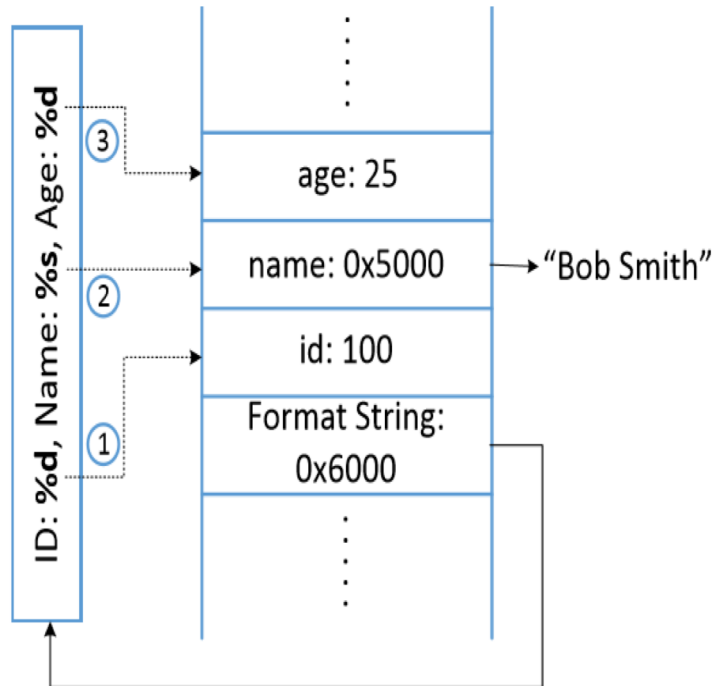 ID: %d, Name: %s, Age: %d
3
2
1
age: 25
name: 0x5000
"Bob Smith"
id: 100
Format String:
0x6000